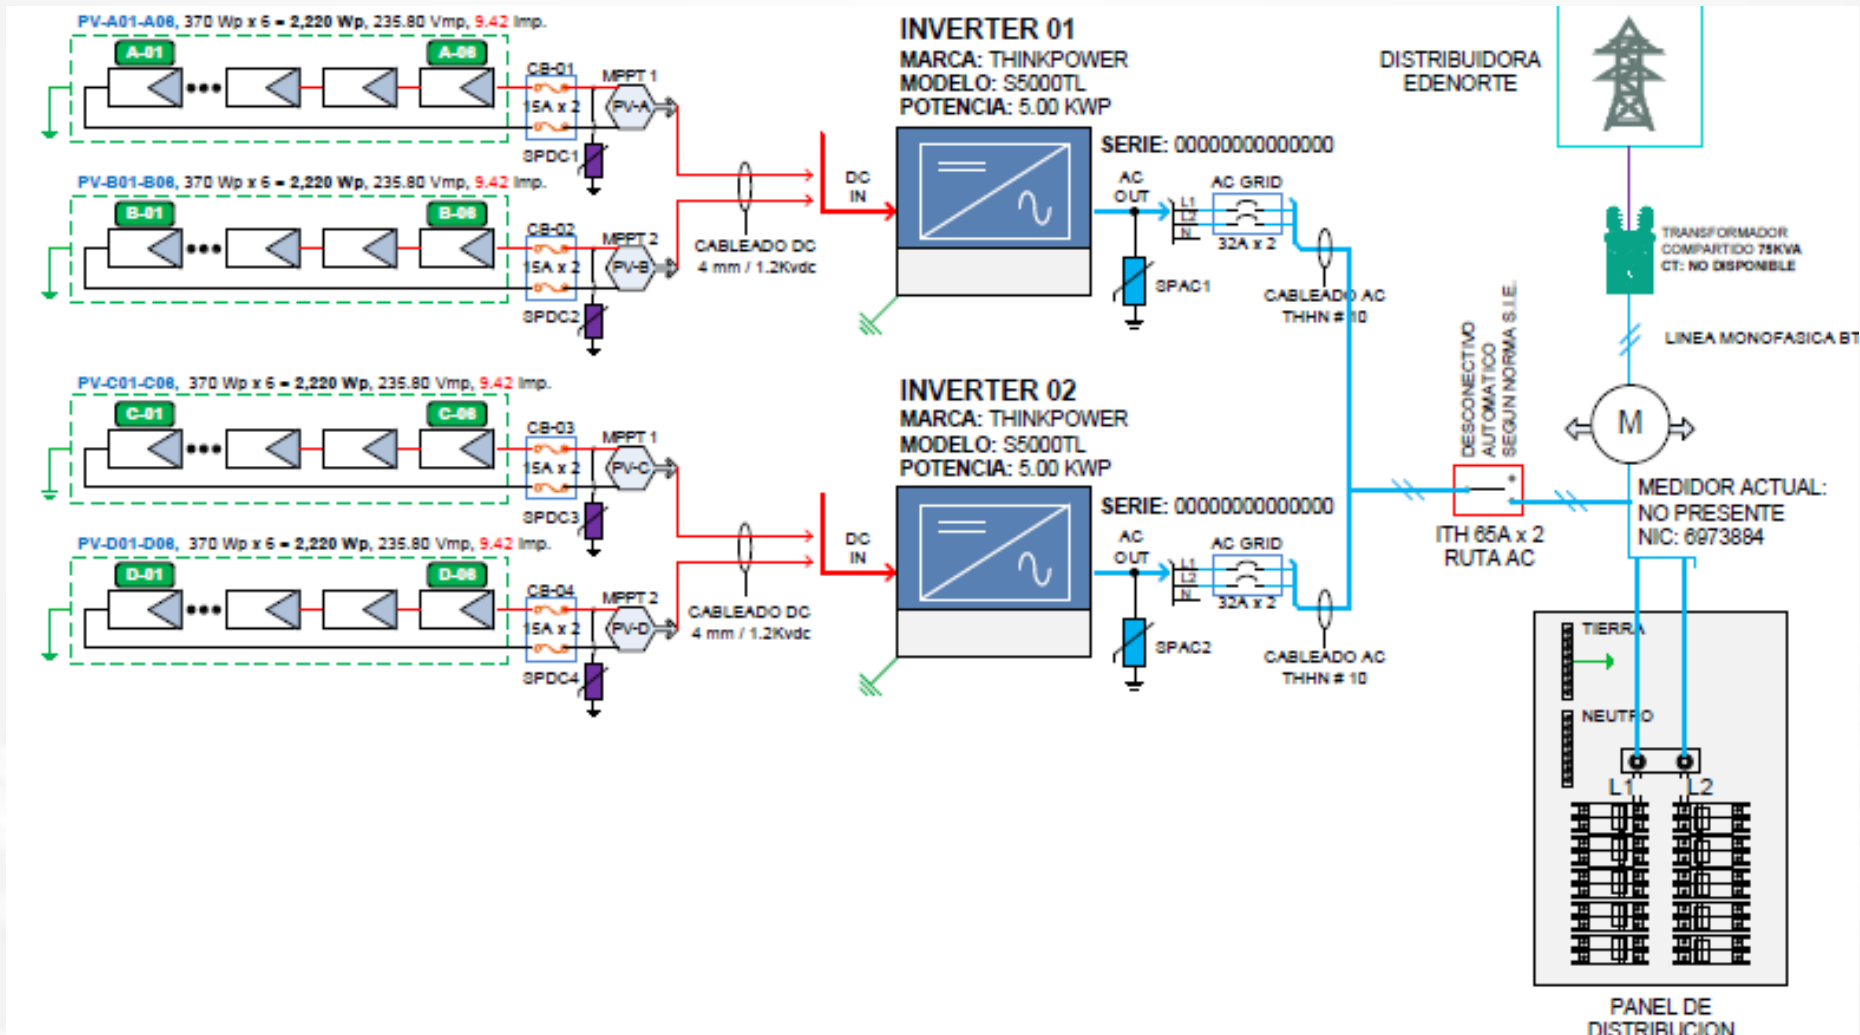 PV-A01-A06, 370 Wp x 6 = 2,220 Wp, 235.80 Vmp, 9.42 Imp.
A-01
A-06
CB-01
15A x 2
MPPT 1
PV-A
SPDC1
PV-B01-B06, 370 Wp x 6 = 2,220 Wp, 235.80 Vmp, 9.42 Imp.
B-01
B-06
CB-02
15A x 2
MPPT 2
PV-B
SPDC2
CABLEADO DC
4 mm / 1.2Kvdc
INVERTER 01
MARCA: THINKPOWER
MODELO: S5000TL
POTENCIA: 5.00 KWP
SERIE: 00000000000000
DC
IN
AC
OUT
L1
L2
N
AC GRID
32A x 2
SPAC1
CABLEADO AC
THHN # 10
PV-C01-C06, 370 Wp x 6 = 2,220 Wp, 235.80 Vmp, 9.42 Imp.
C-01
C-06
CB-03
15A x 2
MPPT 1
PV-C
SPDC3
PV-D01-D06, 370 Wp x 6 = 2,220 Wp, 235.80 Vmp, 9.42 Imp.
D-01
D-06
CB-04
15A x 2
MPPT 2
PV-D
SPDC4
CABLEADO DC
4 mm / 1.2Kvdc
INVERTER 02
MARCA: THINKPOWER
MODELO: S5000TL
POTENCIA: 5.00 KWP
SERIE: 00000000000000
DC
IN
AC
OUT
L1
L2
N
AC GRID
32A x 2
SPAC2
CABLEADO AC
THHN # 10
DISTRIBUIDORA
EDENORTE
TRANSFORMADOR
COMPARTIDO 75KVA
CT: NO DISPONIBLE
LINEA MONOFASICA BT
DESCONECTIVO
AUTOMATICO
SEGUN NORMA S.I.E.
M
ITH 65A x 2
RUTA AC
MEDIDOR ACTUAL:
NO PRESENTE
NIC: 6973884
TIERRA
NEUTRO
L1
L2
PANEL DE
DISTRIBUCION